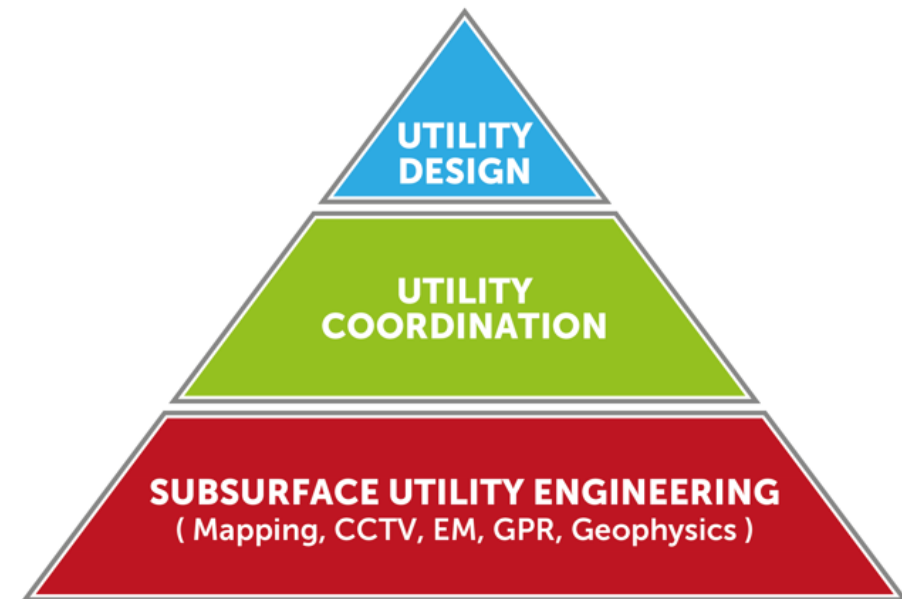 UTILITY
DESIGN
UTILITY
COORDINATION
SUBSURFACE UTILITY ENGINEERING
( Mapping, CCTV, EM, GPR, Geophysics )